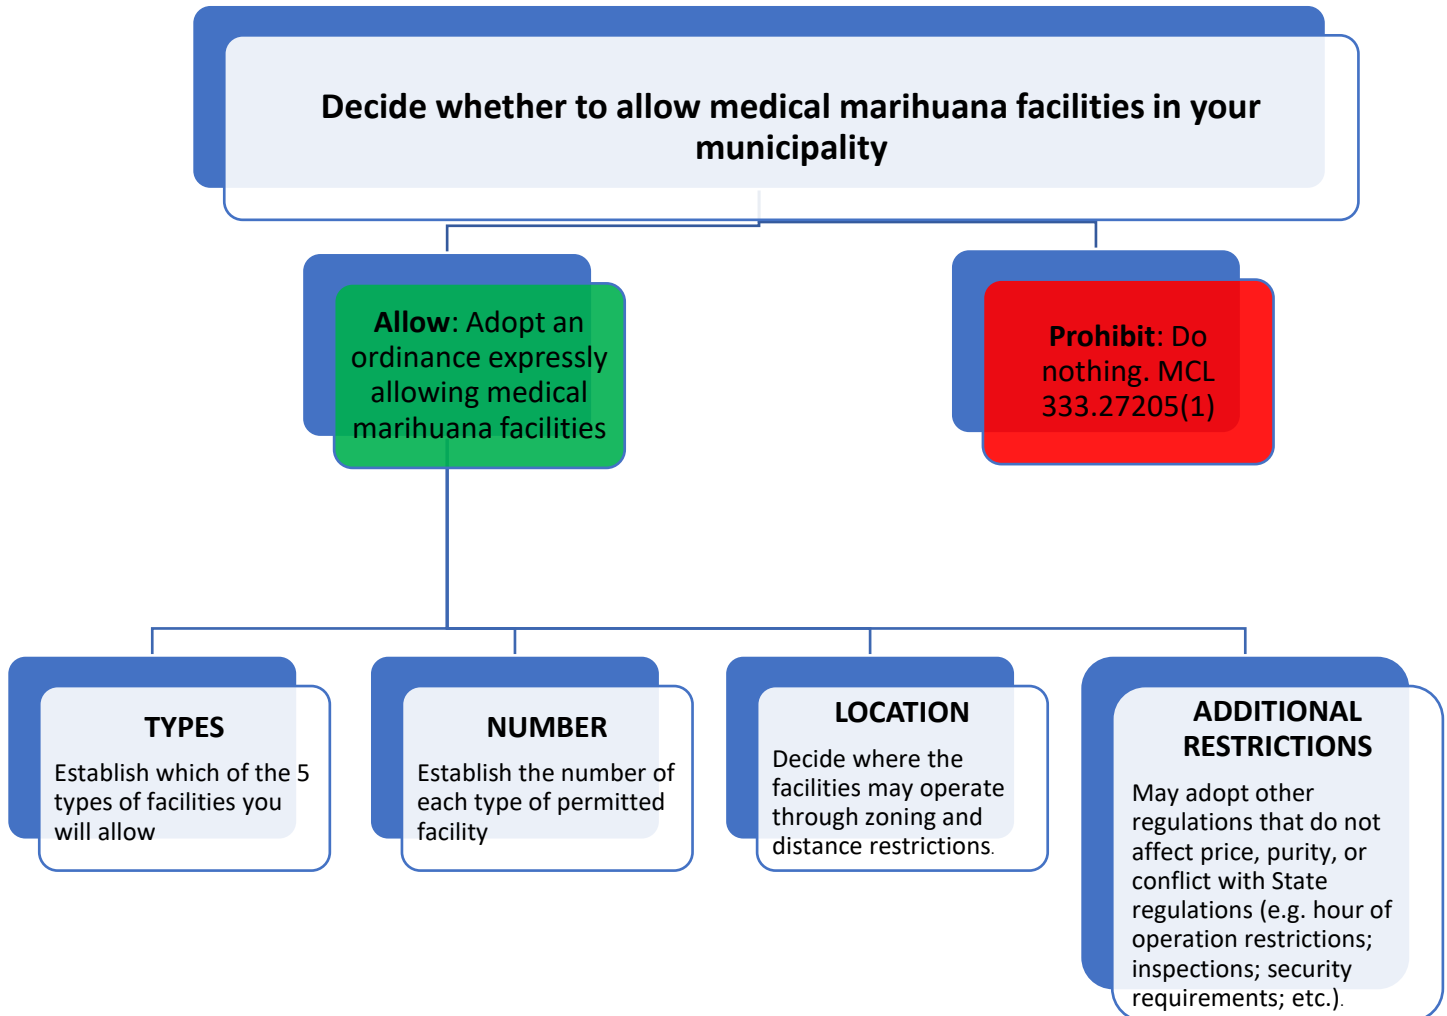 Decide whether to allow medical marihuana facilities in your
municipality
Allow: Adopt an
ordinance expressly
allowing medical
marihuana facilities
Prohibit: Do
nothing. MCL
333.27205(1)
TYPES
Establish which of the 5
types of facilities you
will allow
NUMBER
Establish the number of
each type of permitted
facility
LOCATION
Decide where the
facilities may operate
through zoning and
distance restrictions.
ADDITIONAL
RESTRICTIONS
May adopt other
regulations that do not
affect price, purity, or
conflict with State
regulations (e.g. hour of
operation restrictions;
inspections; security
requirements; etc.).